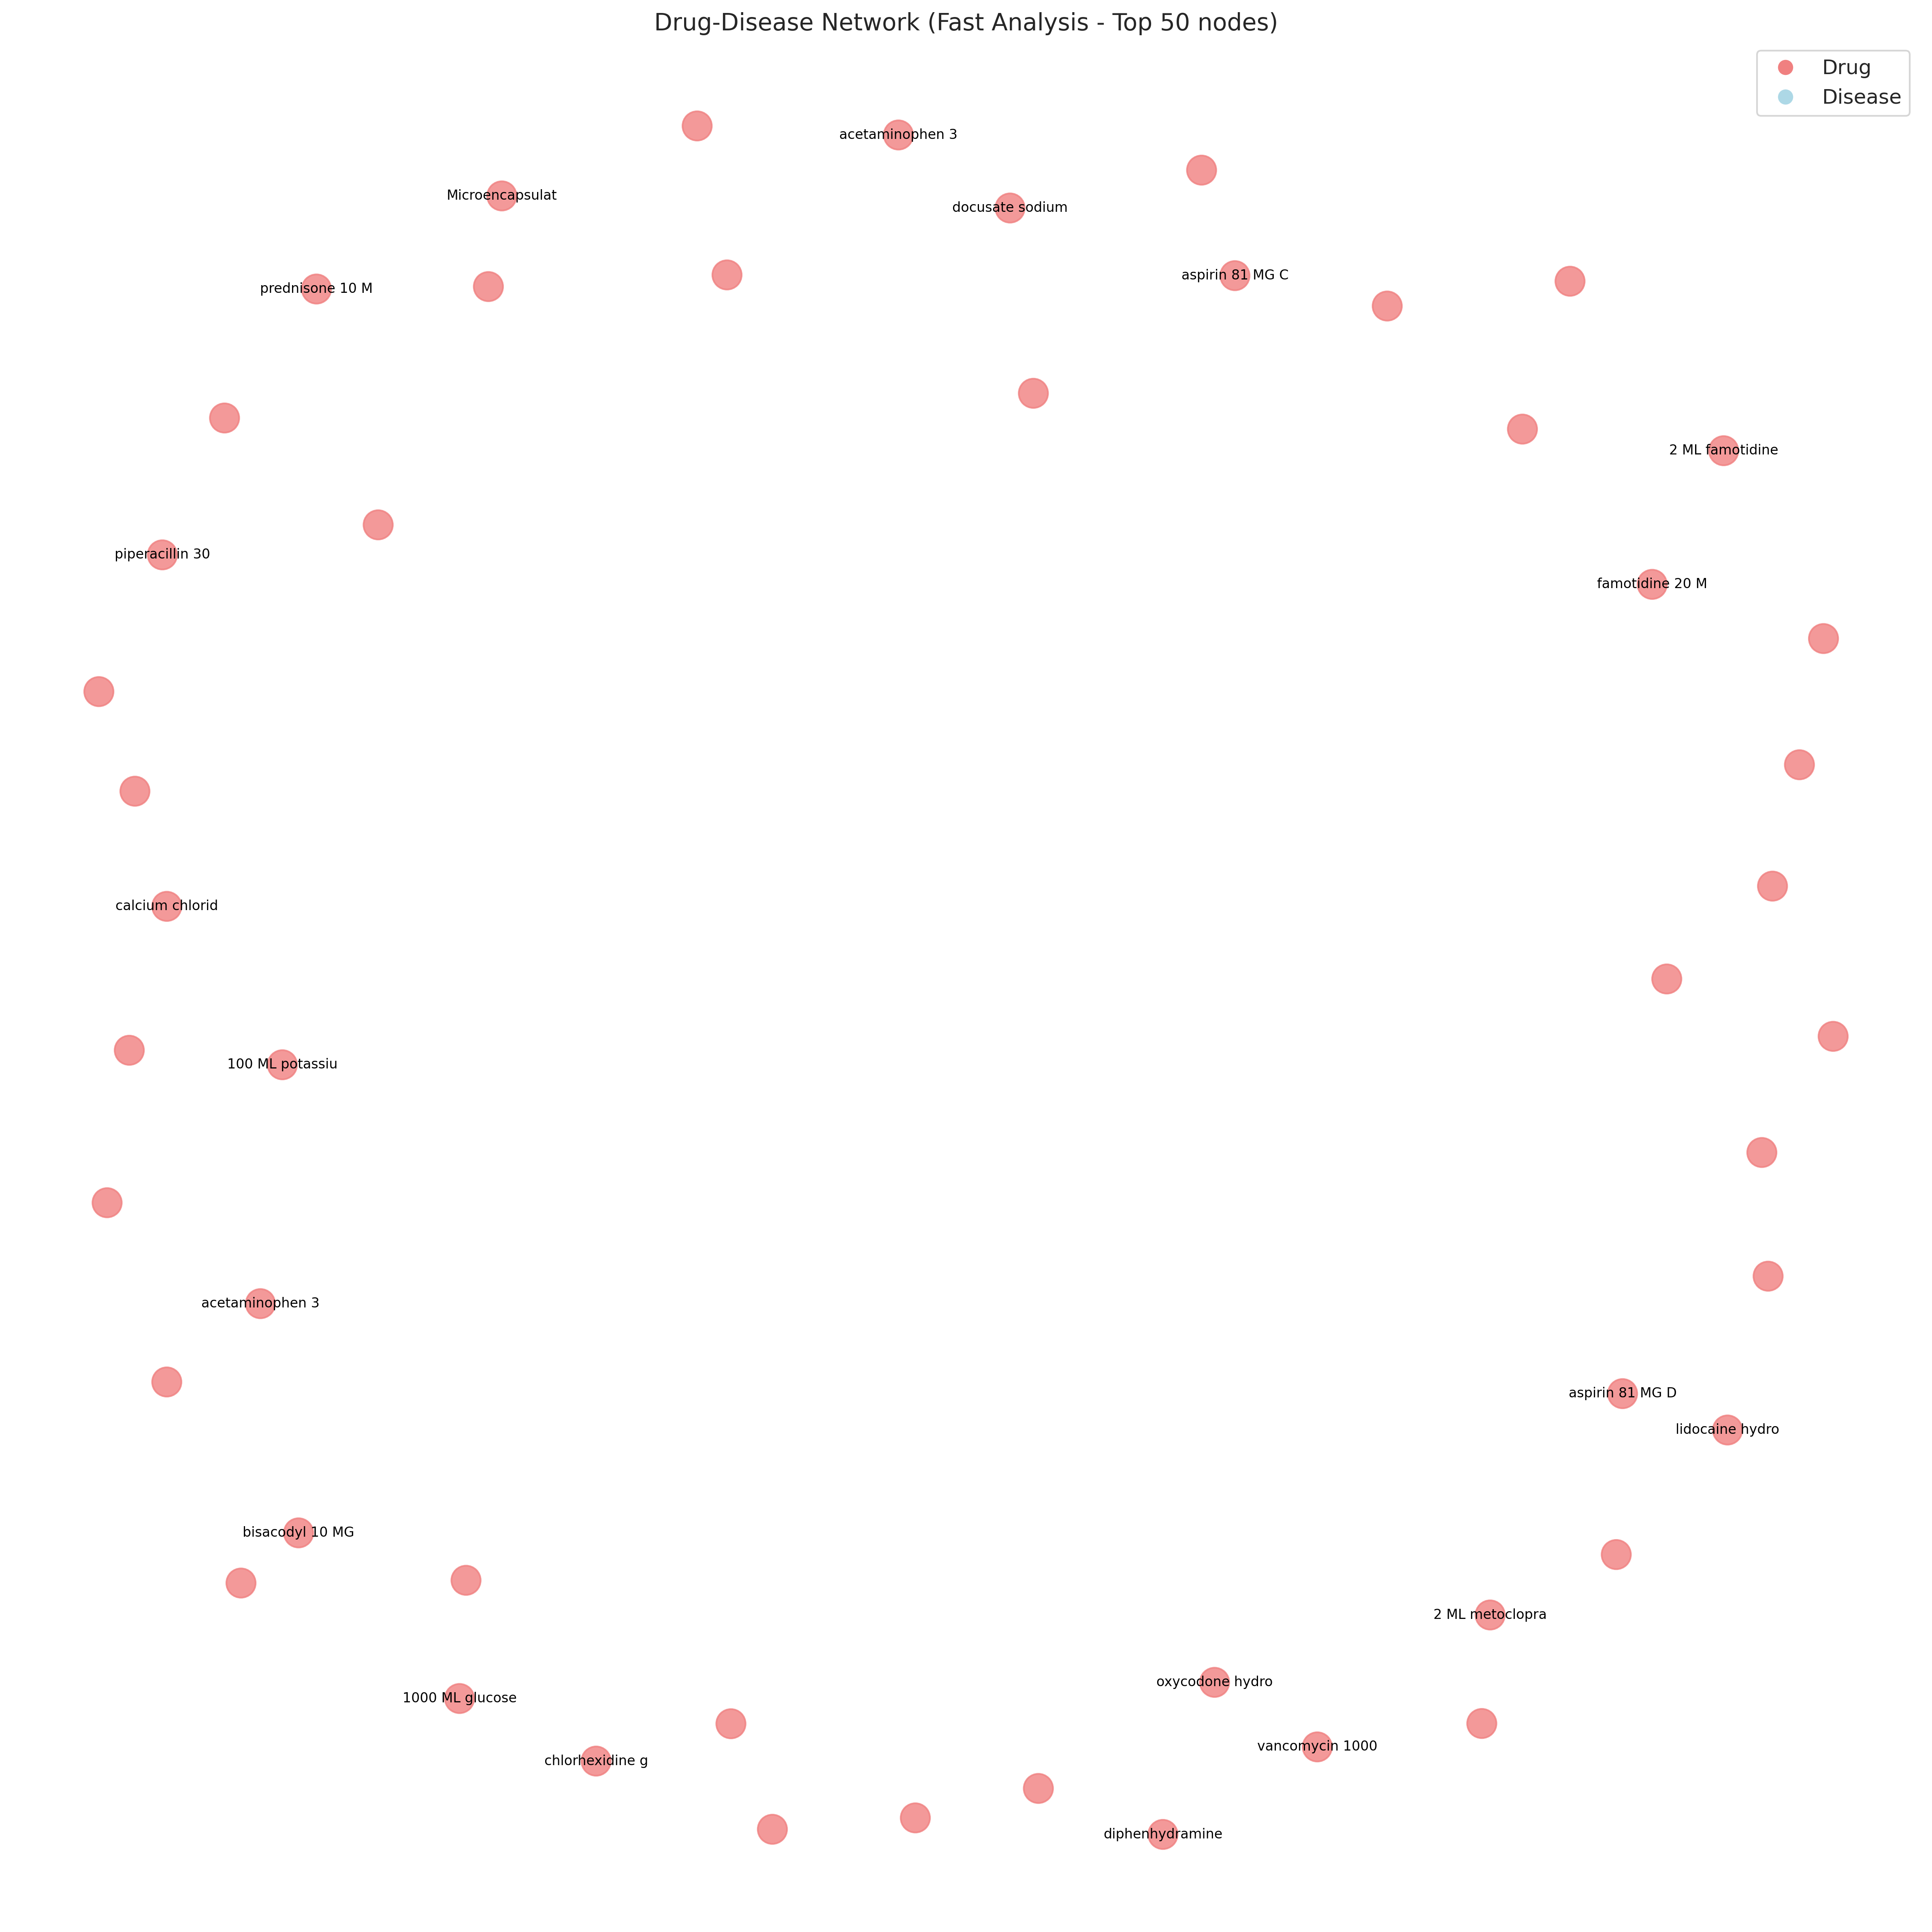 Drug-Disease Network (Fast Analysis - Top 50 nodes)
Drug
Disease
acetaminophen 3
Microencapsulat
docusate sodium
aspirin 81 MG C
prednisone 10 M
2 ML famotidine
piperacillin 30
famotidine 20 M
calcium chlorid
100 ML potassiu
acetaminophen 3
aspirin 81 MG D
lidocaine hydro
bisacodyl 10 MG
2 ML metoclopra
oxycodone hydro
1000 ML glucose
vancomycin 1000
chlorhexidine g
diphenhydramine